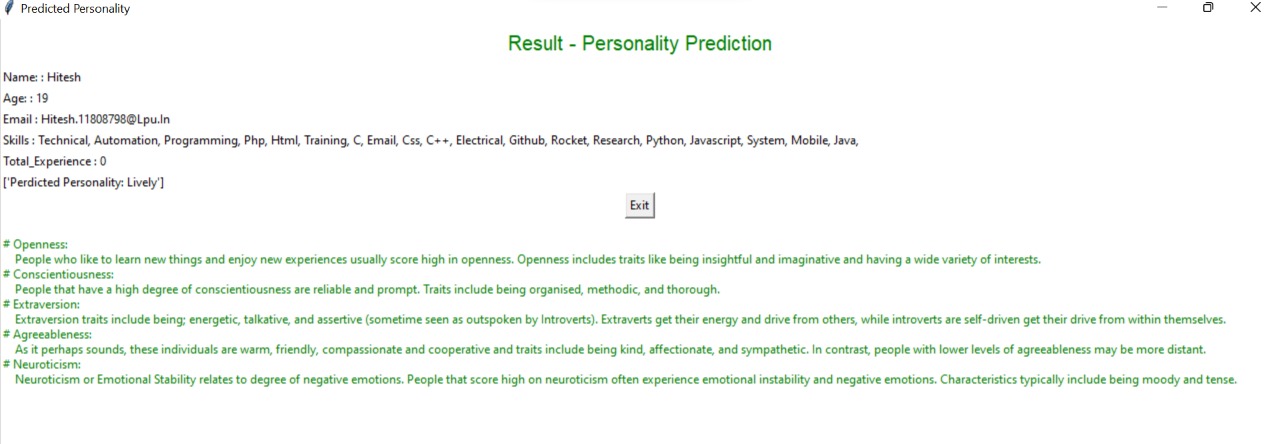 Predicted Personality
Result - Personality Prediction
Name: : Hitesh
Age: : 19
Email : Hitesh.11808798@Lpu.In
Skills : Technical, Automation, Programming, Php, Html, Training, C, Email, Css, C++, Electrical, Github, Rocket, Research, Python, Javascript, System, Mobile, Java,
Total_Experience : 0
['Perdicted Personality: Lively']
Exit
# Openness:
People who like to learn new things and enjoy new experiences usually score high in openness. Openness includes traits like being insightful and imaginative and having a wide variety of interests.
# Conscientiousness:
People that have a high degree of conscientiousness are reliable and prompt. Traits include being organised, methodic, and thorough.
# Extraversion:
Extraversion traits include being; energetic, talkative, and assertive (sometime seen as outspoken by Introverts). Extraverts get their energy and drive from others, while introverts are self-driven get their drive from within themselves.
# Agreeableness:
As it perhaps sounds, these individuals are warm, friendly, compassionate and cooperative and traits include being kind, affectionate, and sympathetic. In contrast, people with lower levels of agreeableness may be more distant.
# Neuroticism:
Neuroticism or Emotional Stability relates to degree of negative emotions. People that score high on neuroticism often experience emotional instability and negative emotions. Characteristics typically include being moody and tense.